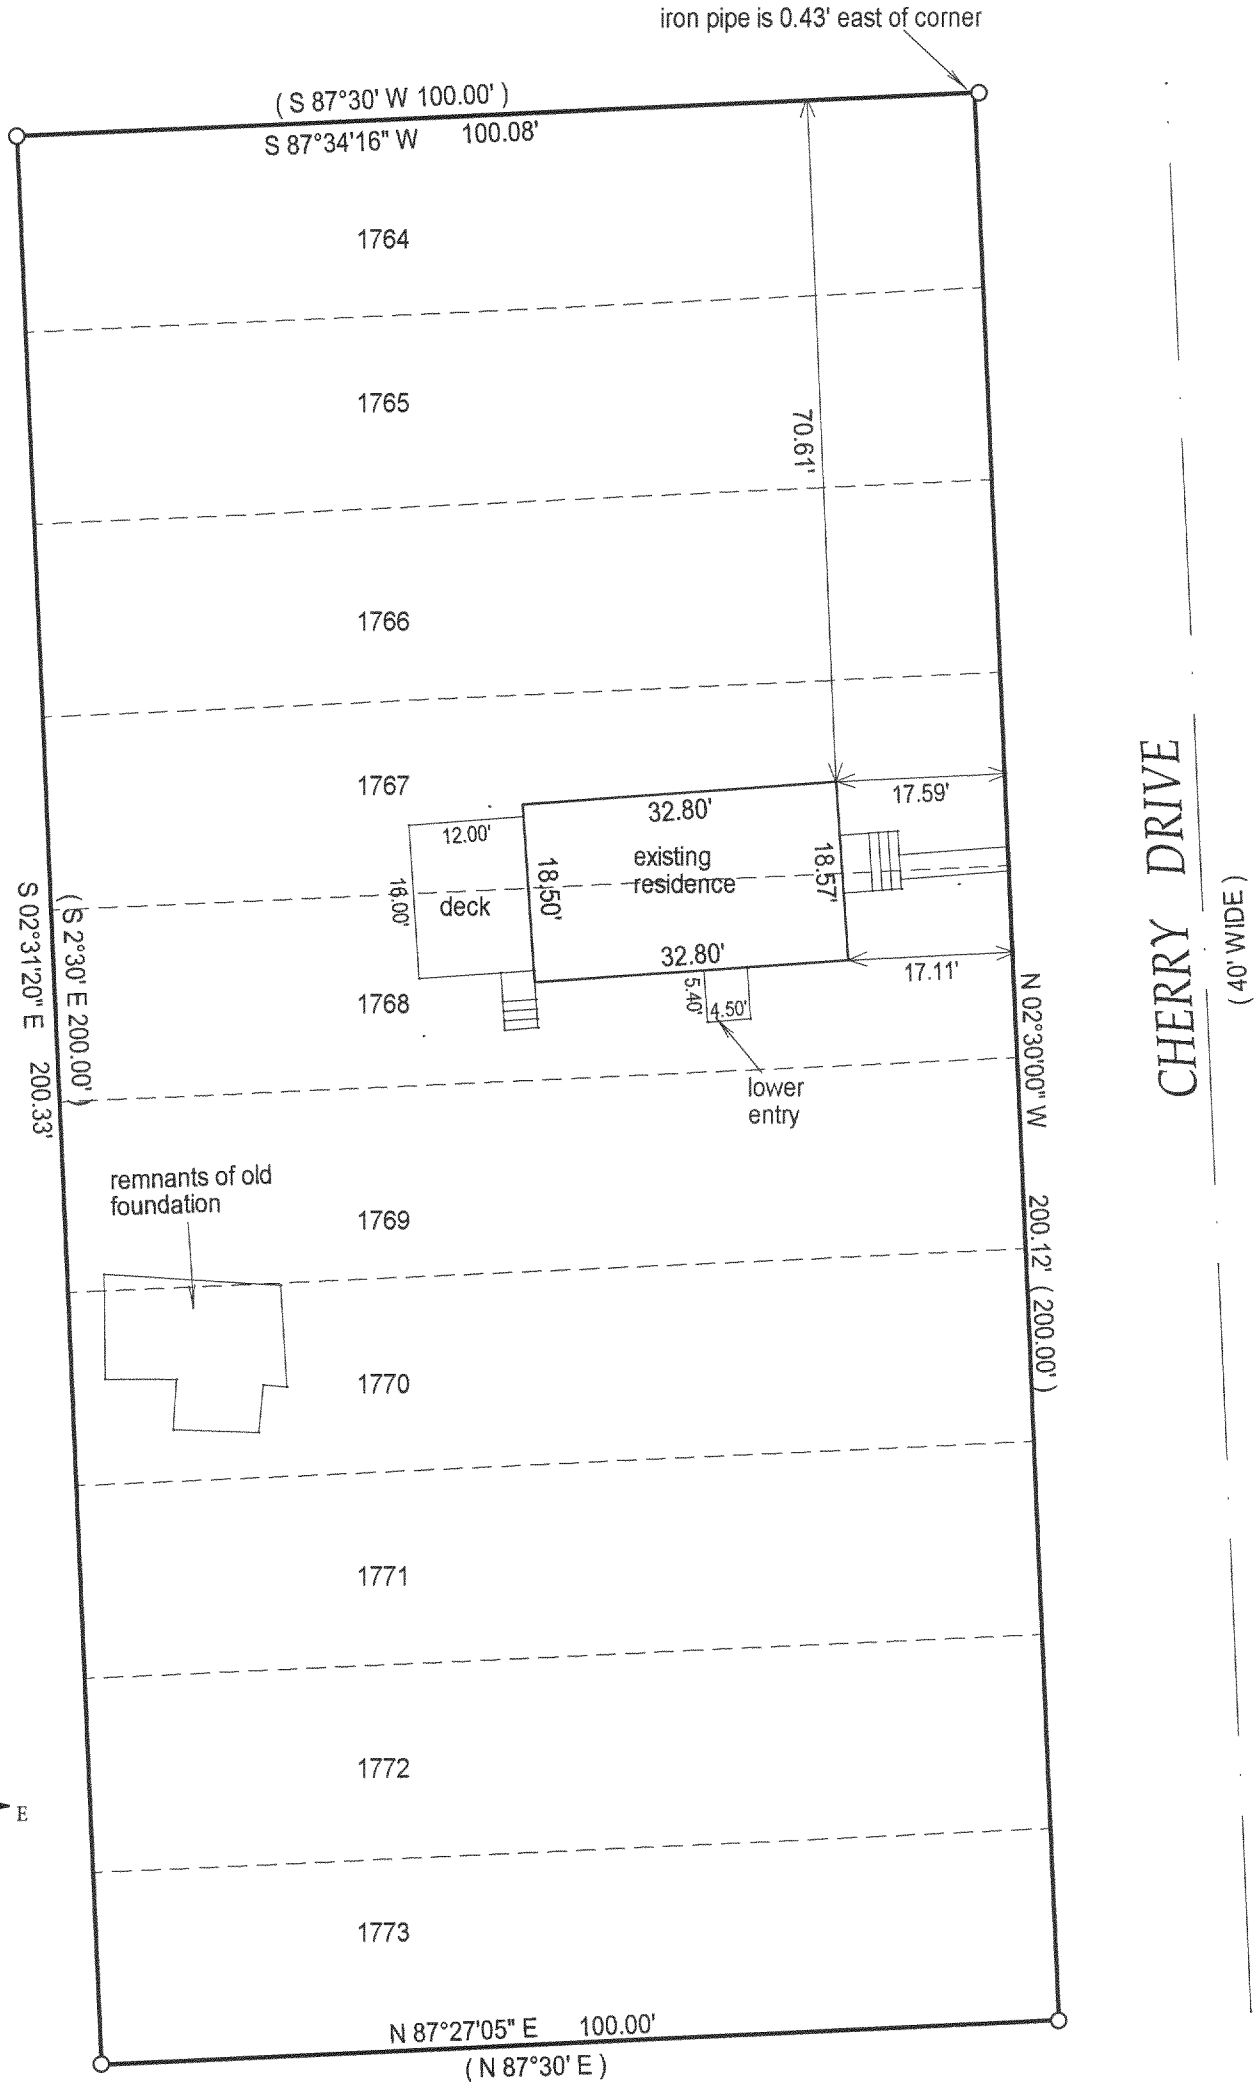 iron pipe is 0.43' east of corner
( S 87°30' W 100.00' )
S 87°34'16" W 100.08'
1764
1765
70.61'
1766
1767
32.80'
17.59'
12.00'
existing
residence
18.50'
18.57'
16.00'
deck
32.80'
17.11'
1768
5.40'
4.50'
lower
entry
S 02°31'20" E 200.33'
( S 2°30' E 200.00' )
N 02°30'00" W 200.12' ( 200.00' )
CHERRY DRIVE
( 40' WIDE )
remnants of old
foundation
1769
1770
1771
1772
E
1773
N 87°27'05" E 100.00'
( N 87°30' E )